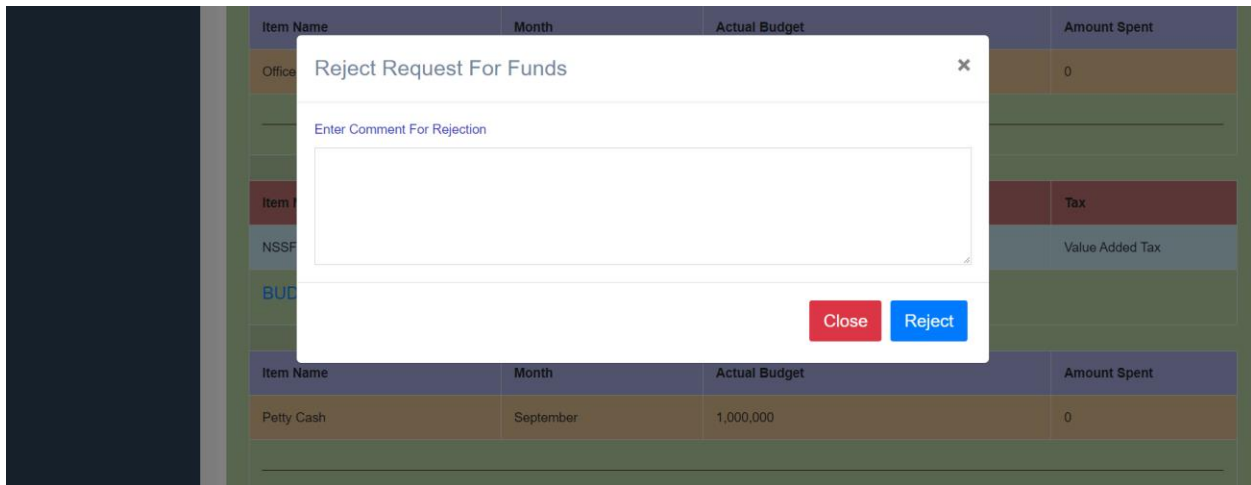 Item Name Month Actual Budget Amount Spent
Reject Request For Funds ×
Office 0
Enter Comment For Rejection
Item Tax
NSSF Value Added Tax
BUD
Close Reject
Item Name Month Actual Budget Amount Spent
Petty Cash September 1,000,000 0